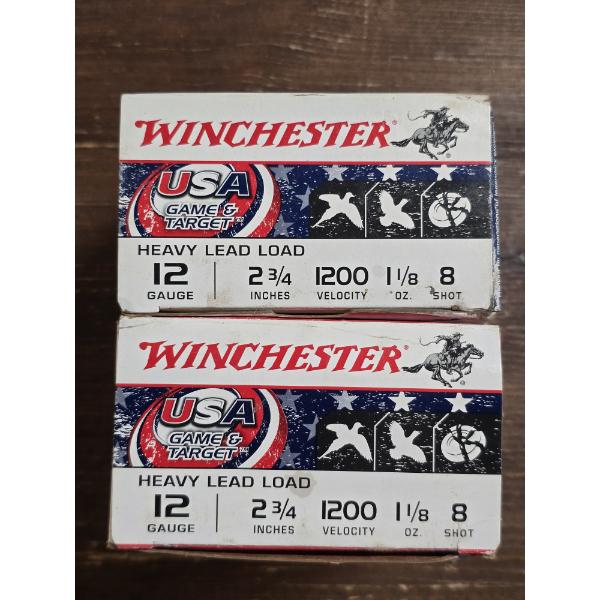 WINCHESTER®
USA
GAME &
TARGET™
HEAVY LEAD LOAD
12 2 3/4 1200 1 1/8 8
GAUGE INCHES VELOCITY OZ. SHOT
WINCHESTER®
USA
GAME &
TARGET™
HEAVY LEAD LOAD
12 2 3/4 1200 1 1/8 8
GAUGE INCHES VELOCITY OZ. SHOT